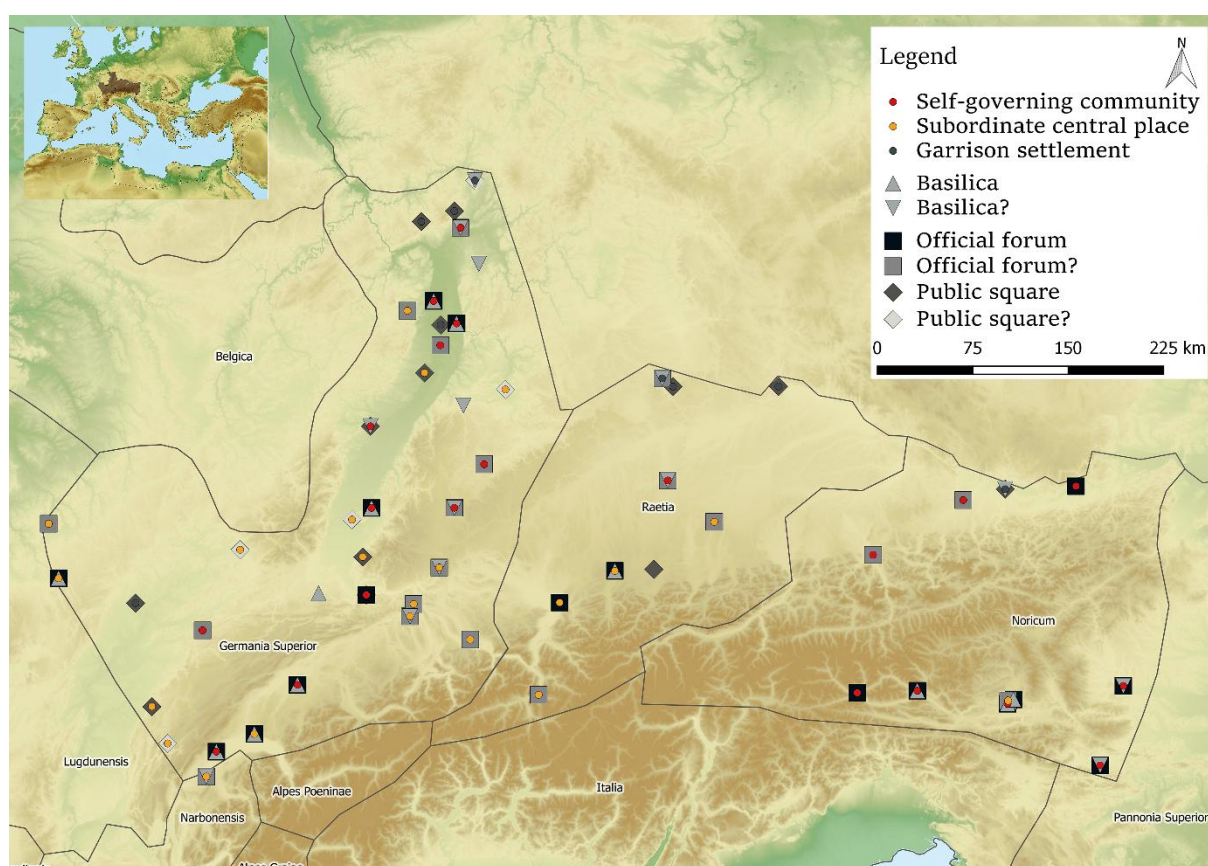 Legend
N
Self-governing community
Subordinate central place
Garrison settlement
Basilica
Basilica?
Official forum
Official forum?
Public square
Public square?
0 75 150 225 km
Belgica
Raetia
Noricum
Germania Superior
Lugdunensis
Alpes Poeninae
Italia
Narbonensis
Pannonia Superior